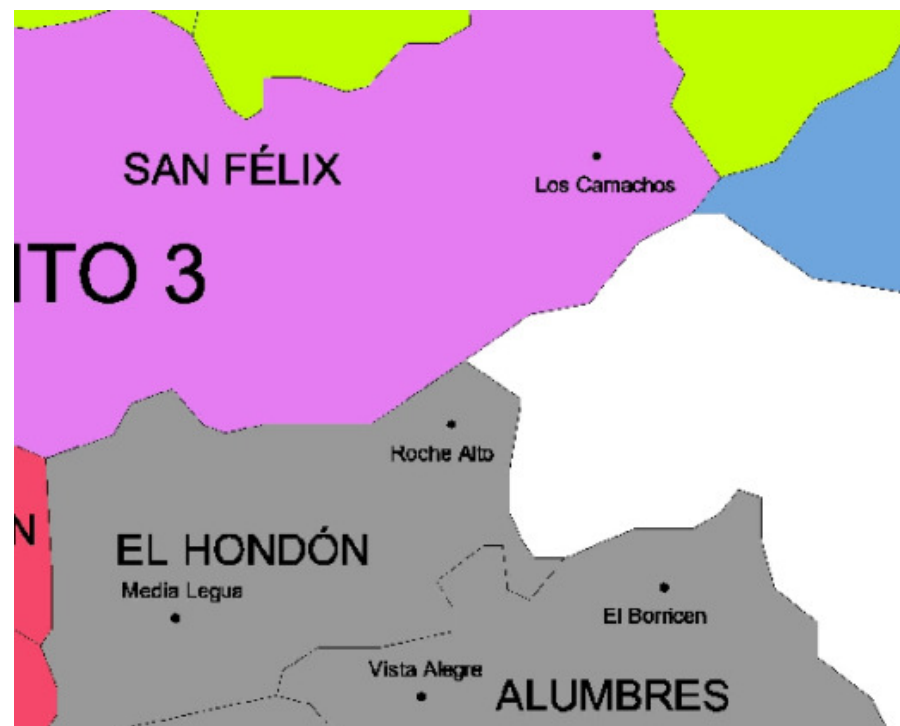 SAN FÉLIX
Los Camachos
ITO 3
Roche Alto
N
EL HONDÓN
Media Legua
El Borricen
Vista Alegre
ALUMBRES